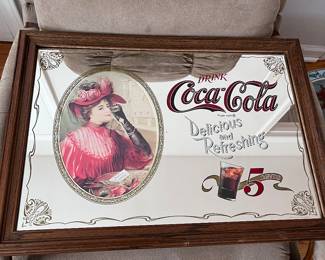 DRINK
Coca-Cola
Delicious
and
Refreshing
5